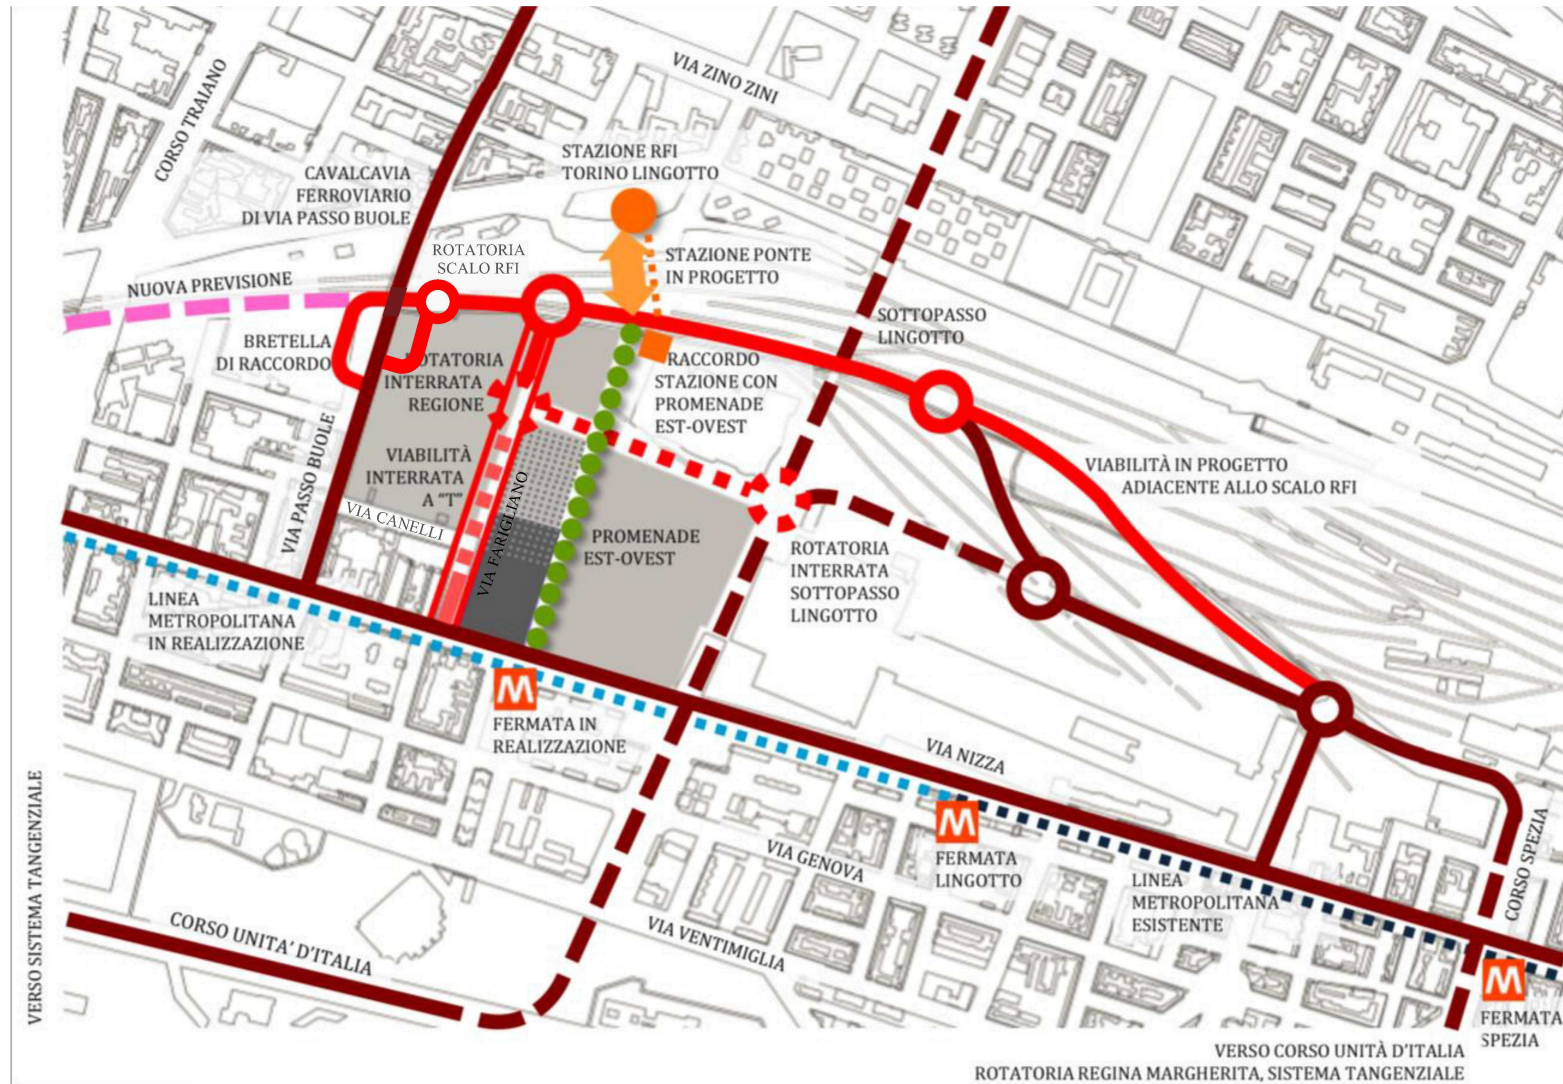 VIA ZINO ZINI
CORSO TRAIANO
STAZIONE RFI
TORINO LINGOTTO
CAVALCAVIA
FERROVIARIO
DI VIA PASSO BUOLE
ROTATORIA
SCALO RFI
STAZIONE PONTE
IN PROGETTO
NUOVA PREVISIONE
SOTTOPASSO
LINGOTTO
BRETELLA
DI RACCORDO
ROTATORIA
INTERRATA
REGIONE
RACCORDO
STAZIONE CON
PROMENADE
EST-OVEST
VIA PASSO BUOLE
VIABILITÀ
INTERRATA
A “T”
VIABILITÀ IN PROGETTO
ADIACENTE ALLO SCALO RFI
VIA CANELLI
VIA FARIGLIANO
PROMENADE
EST-OVEST
ROTATORIA
INTERRATA
SOTTOPASSO
LINGOTTO
LINEA
METROPOLITANA
IN REALIZZAZIONE
M
FERMATA IN
REALIZZAZIONE
VIA NIZZA
M
FERMATA
LINGOTTO
VIA GENOVA
LINEA
METROPOLITANA
ESISTENTE
CORSO SPEZIA
VERSO SISTEMA TANGENZIALE
CORSO UNITA' D'ITALIA
VIA VENTIMIGLIA
M
FERMATA
SPEZIA
VERSO CORSO UNITÀ D'ITALIA
ROTATORIA REGINA MARGHERITA, SISTEMA TANGENZIALE